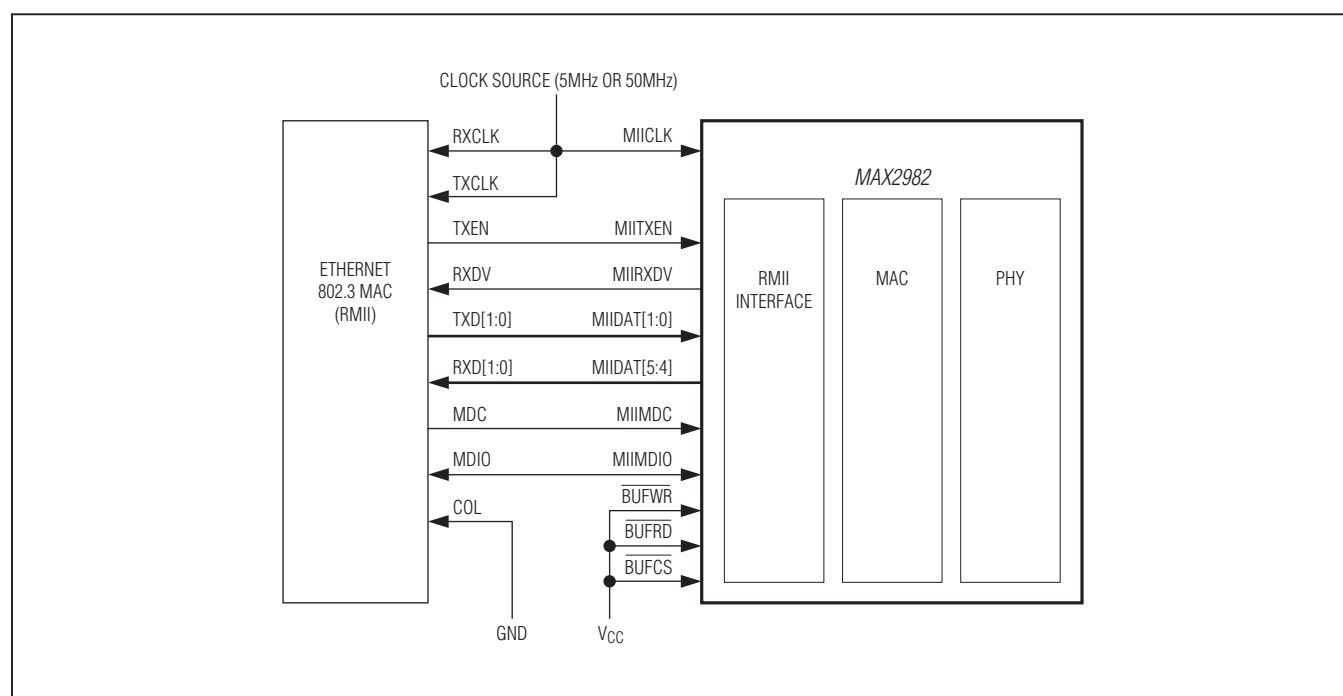 CLOCK SOURCE (5MHz OR 50MHz)
RXCLK
MIICLK
TXCLK
MAX2982
TXEN
MIITXEN
ETHERNET
802.3 MAC
(RMII)
RXDV
MIIRXDV
RMII
INTERFACE
MAC
PHY
TXD[1:0]
MIIDAT[1:0]
RXD[1:0]
MIIDAT[5:4]
MDC
MIIMDC
MDIO
MIIMDIO
COL
BUFWR
BUFRD
BUFCS
GND
VCC